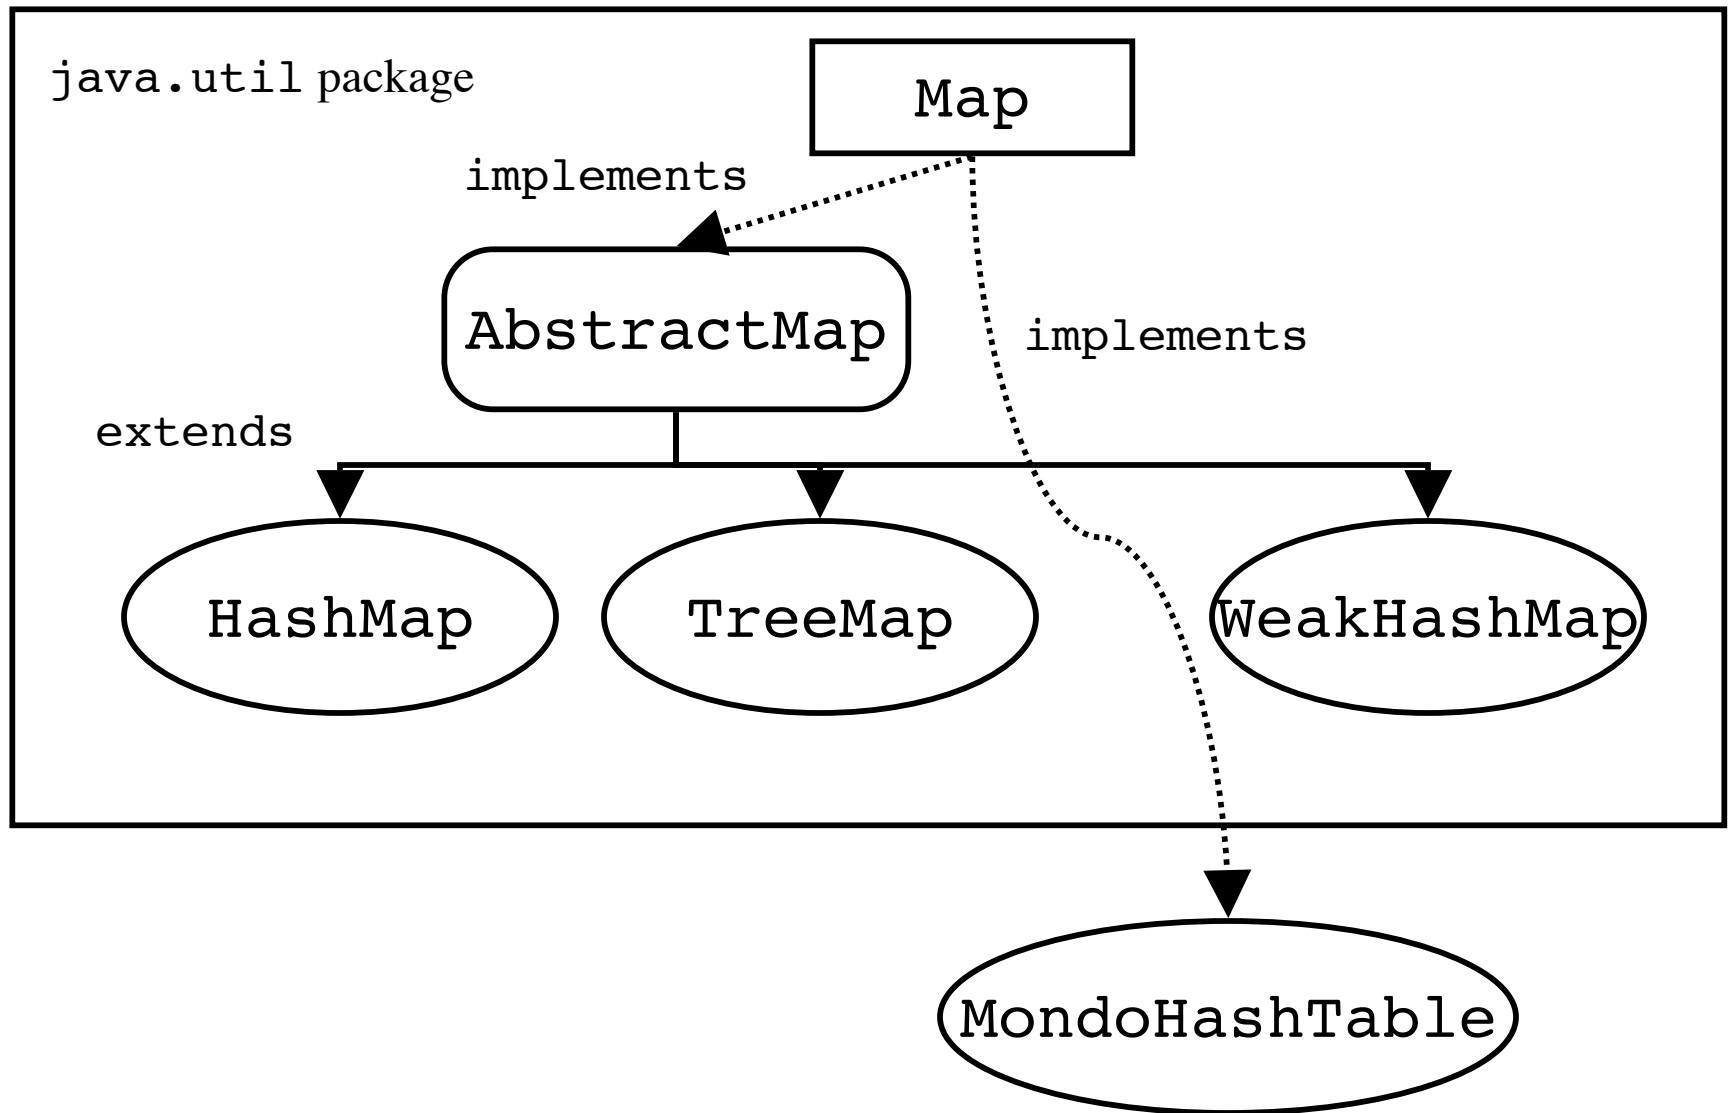 java.util package
Map
implements
AbstractMap
implements
extends
HashMap
TreeMap
WeakHashMap
MondoHashTable